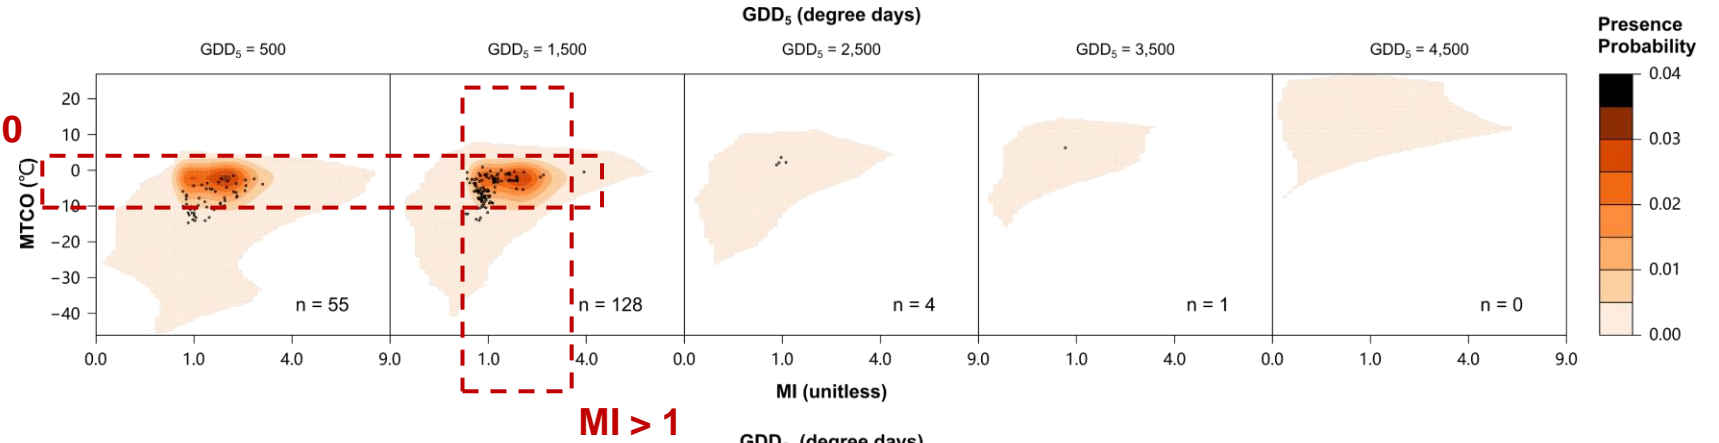 GDD₅ (degree days)
GDD₅ = 500
GDD₅ = 1,500
GDD₅ = 2,500
GDD₅ = 3,500
GDD₅ = 4,500
Presence
Probability
0.04
0.03
0.02
0.01
0.00
0
MTCO (℃)
20
10
0
−10
−20
−30
−40
n = 55
n = 128
n = 4
n = 1
n = 0
0.0 1.0 4.0 9.0 1.0 4.0 0.0 1.0 4.0 9.0 1.0 4.0 0.0 1.0 4.0 9.0
MI (unitless)
MI > 1
GDD₅ (degree days)